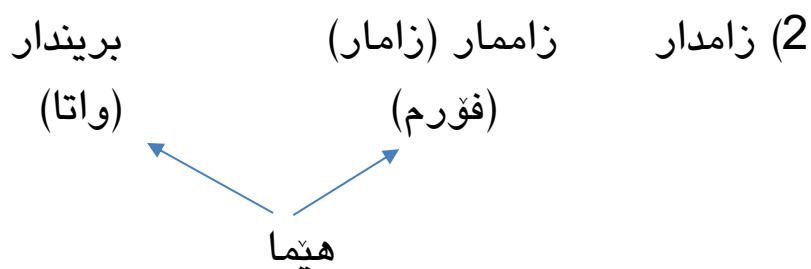 2) زامدار زاممار (زامار) بریندار
(فۆرم) (واتا)
هێما